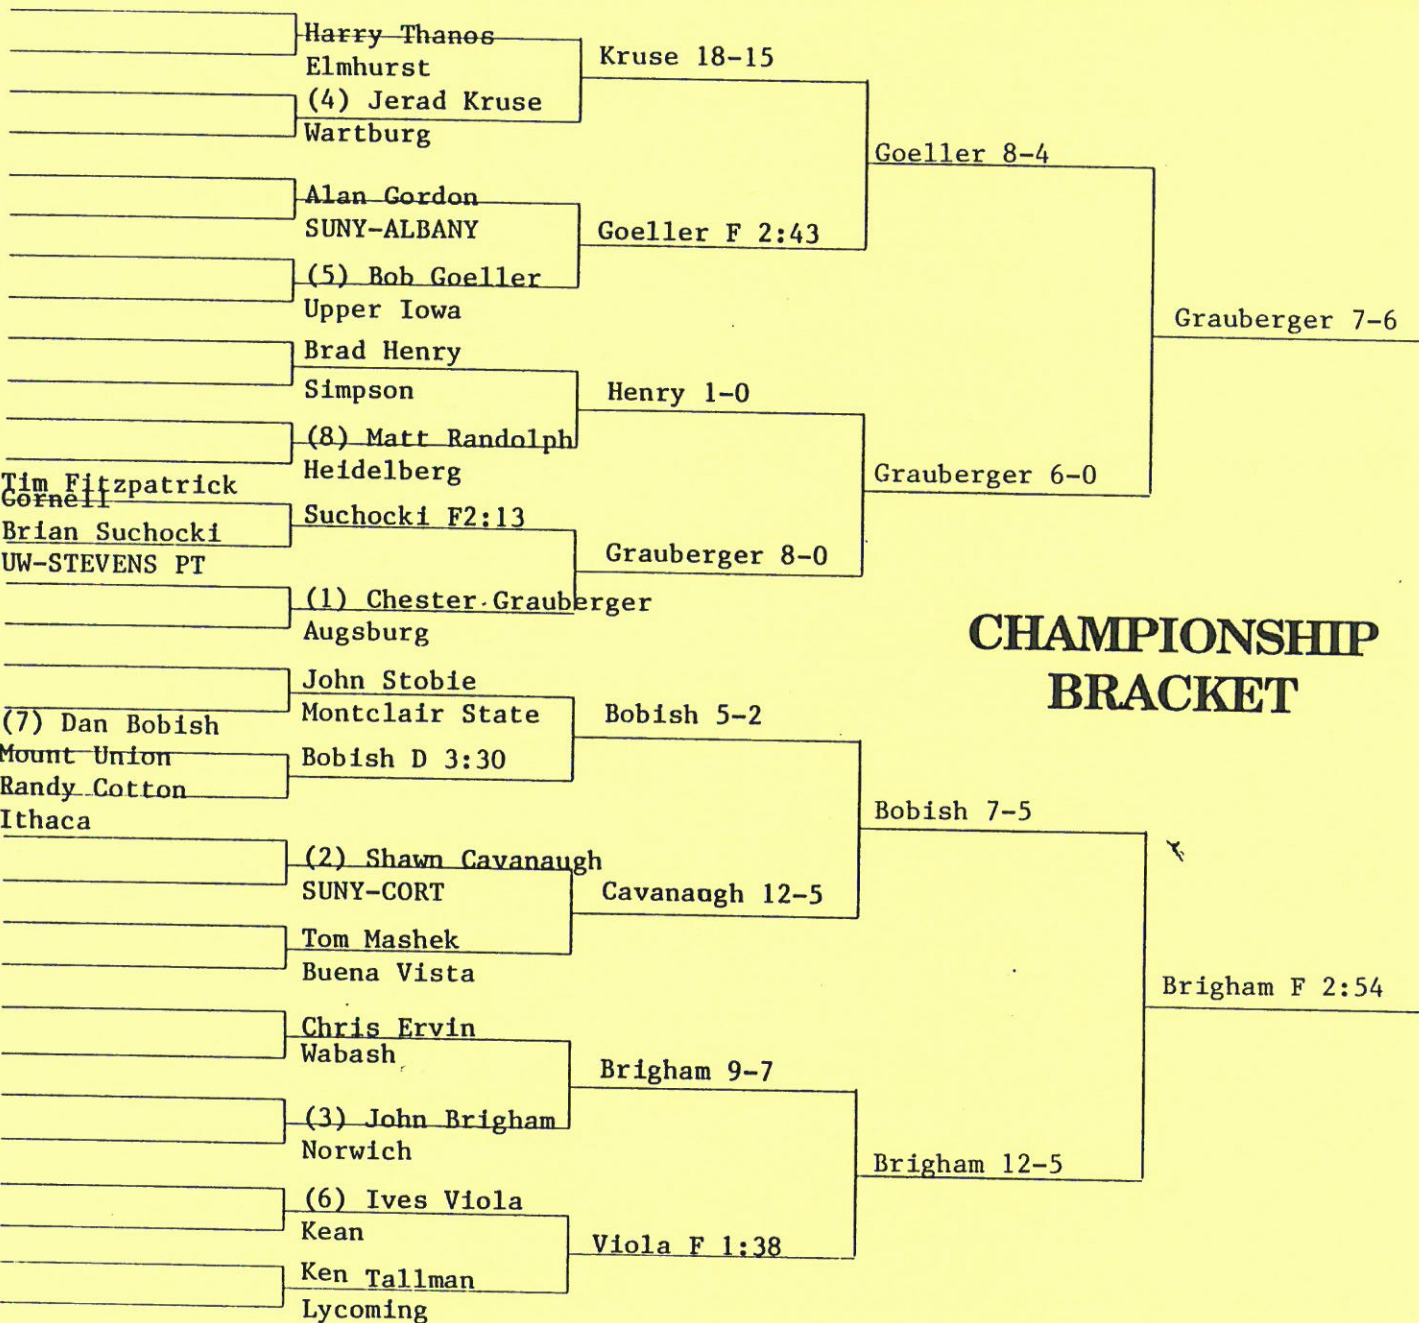 Harry Thanos
Elmhurst
Kruse 18-15
(4) Jerad Kruse
Wartburg
Goeller 8-4
Alan Gordon
SUNY-ALBANY
Goeller F 2:43
(5) Bob Goeller
Upper Iowa
Grauberger 7-6
Brad Henry
Simpson
Henry 1-0
(8) Matt Randolph
Heidelberg
Grauberger 6-0
Tim Fitzpatrick
Cornell
Suchocki F2:13
Brian Suchocki
UW-STEVENS PT
Grauberger 8-0
(1) Chester Grauberger
Augsburg
CHAMPIONSHIP
BRACKET
John Stobie
Montclair State
Bobish 5-2
(7) Dan Bobish
Mount Union
Bobish D 3:30
Randy Cotton
Ithaca
Bobish 7-5
(2) Shawn Cavanaugh
SUNY-CORT
Cavanaugh 12-5
Tom Mashek
Buena Vista
Brigham F 2:54
Chris Ervin
Wabash
Brigham 9-7
(3) John Brigham
Norwich
Brigham 12-5
(6) Ives Viola
Kean
Viola F 1:38
Ken Tallman
Lycoming